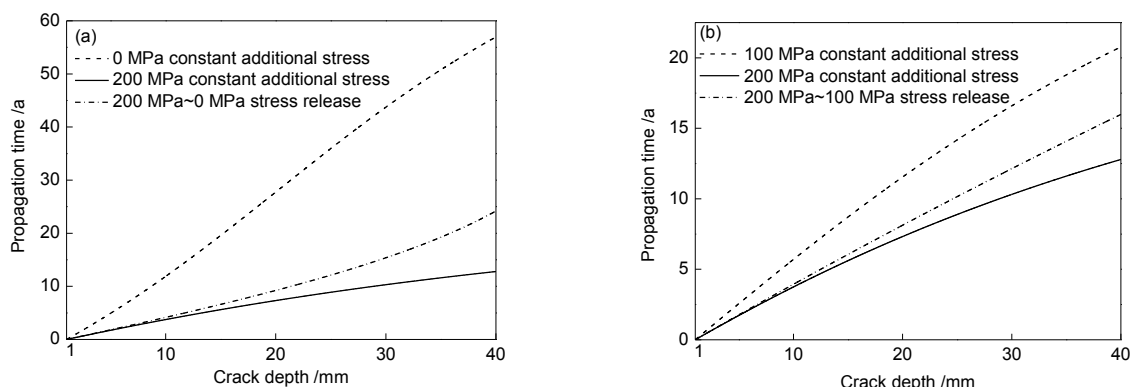 (a)
0 MPa constant additional stress
200 MPa constant additional stress
200 MPa~0 MPa stress release
Propagation time /a
60
50
40
30
20
10
0
1
10
20
30
40
Crack depth /mm
(b)
100 MPa constant additional stress
200 MPa constant additional stress
200 MPa~100 MPa stress release
Propagation time /a
20
15
10
5
0
1
10
20
30
40
Crack depth /mm